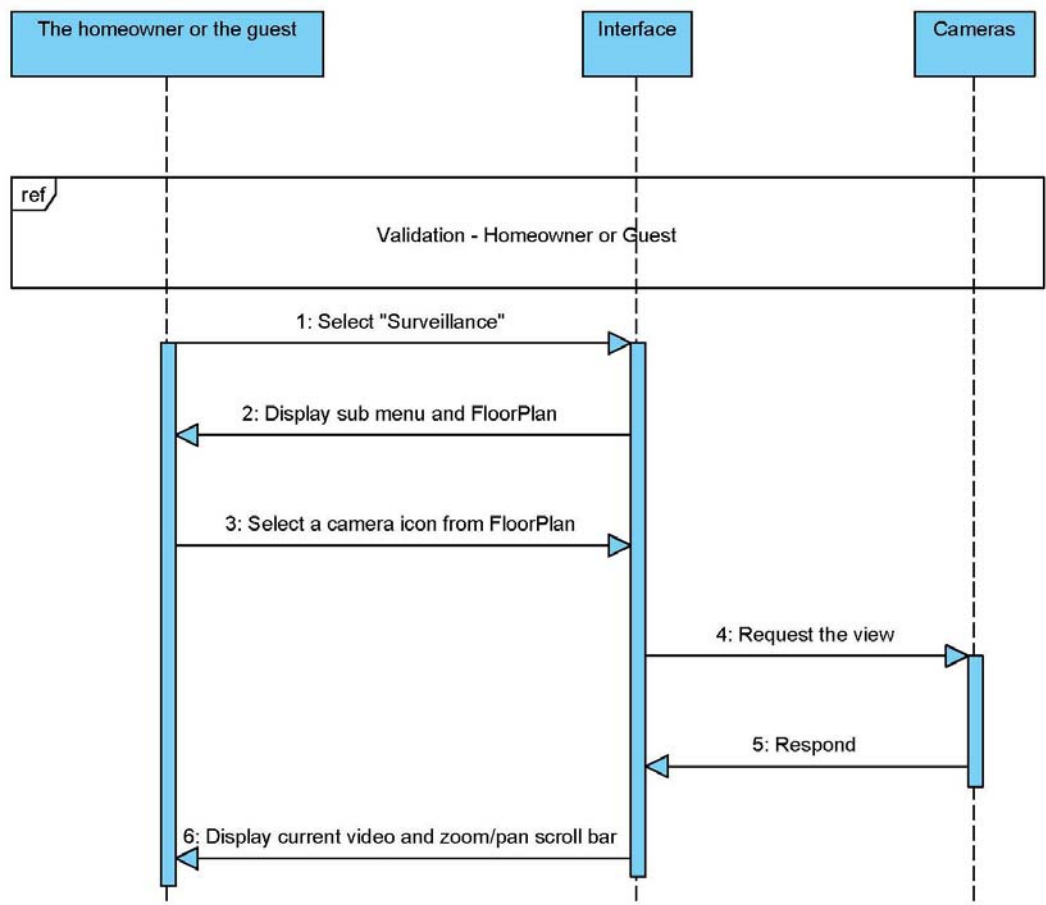 The homeowner or the guest
Interface
Cameras
ref
Validation - Homeowner or Guest
1: Select "Surveillance"
2: Display sub menu and FloorPlan
3: Select a camera icon from FloorPlan
4: Request the view
5: Respond
6: Display current video and zoom/pan scroll bar